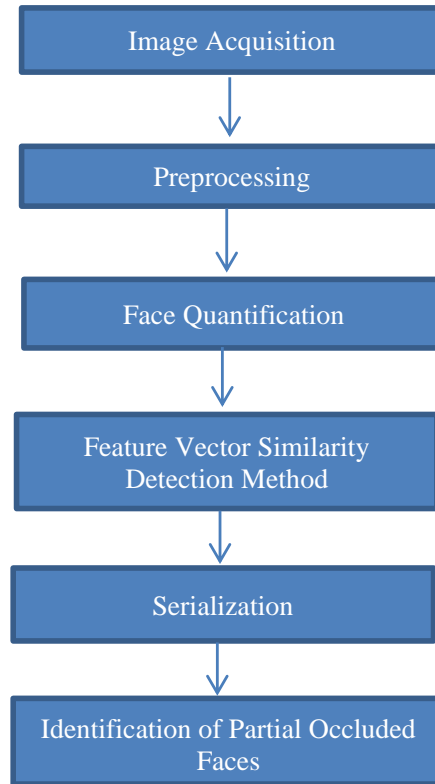 Image Acquisition
Preprocessing
Face Quantification
Feature Vector Similarity
Detection Method
Serialization
Identification of Partial Occluded
Faces